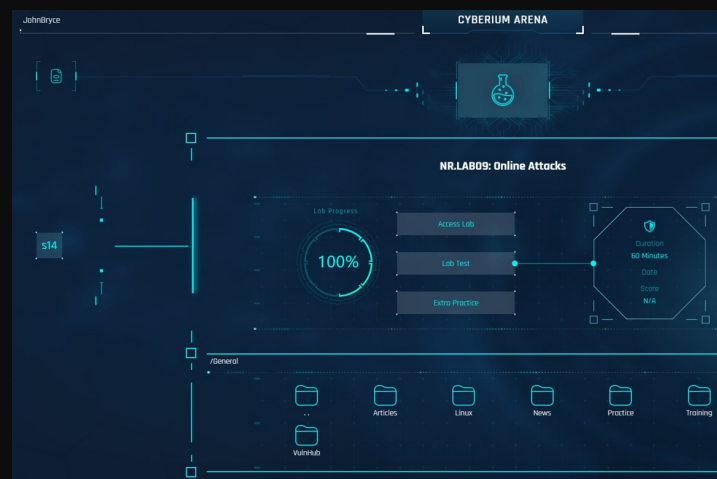 JohnBryce
CYBERIUM ARENA
NR.LAB09: Online Attacks
s14
Lab Progress
100%
Access Lab
Lab Test
Extra Practice
Duration
60 Minutes
Date
Score
N/A
/General
..
Articles
Linux
News
Practice
Training
VulnHub